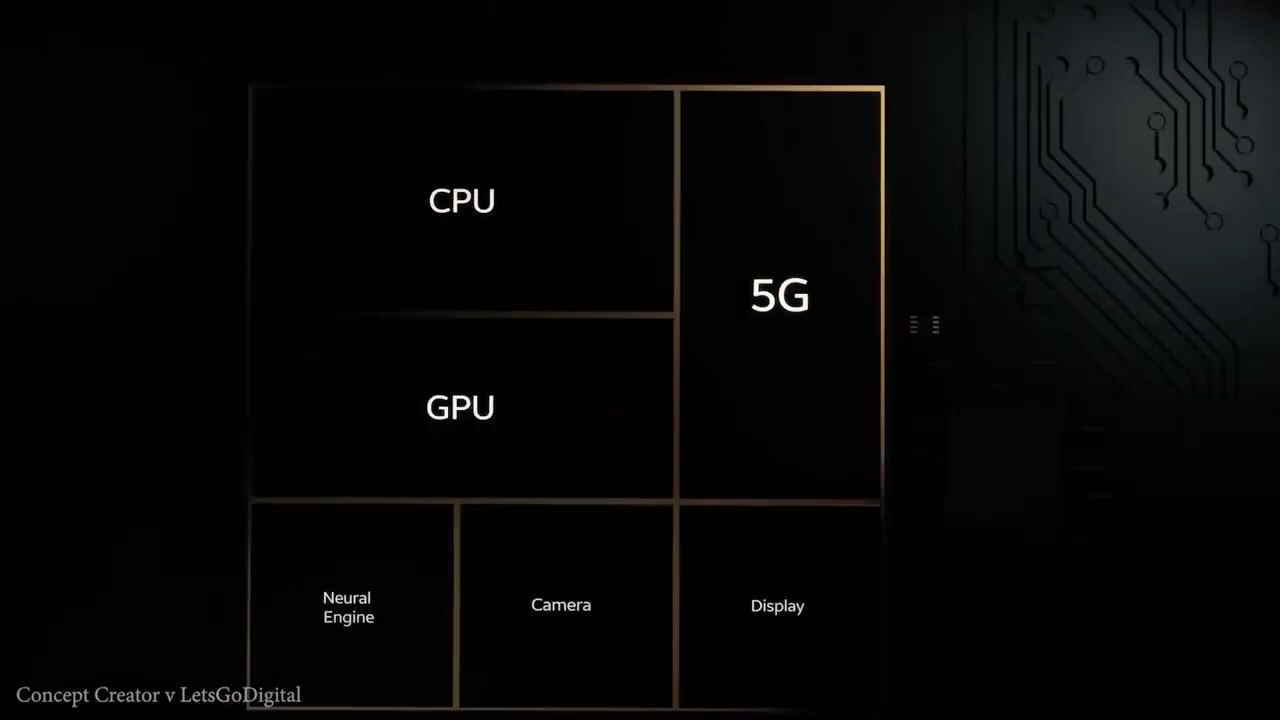 CPU
5G
GPU
Neural
Engine
Camera
Display
Concept Creator v LetsGoDigital